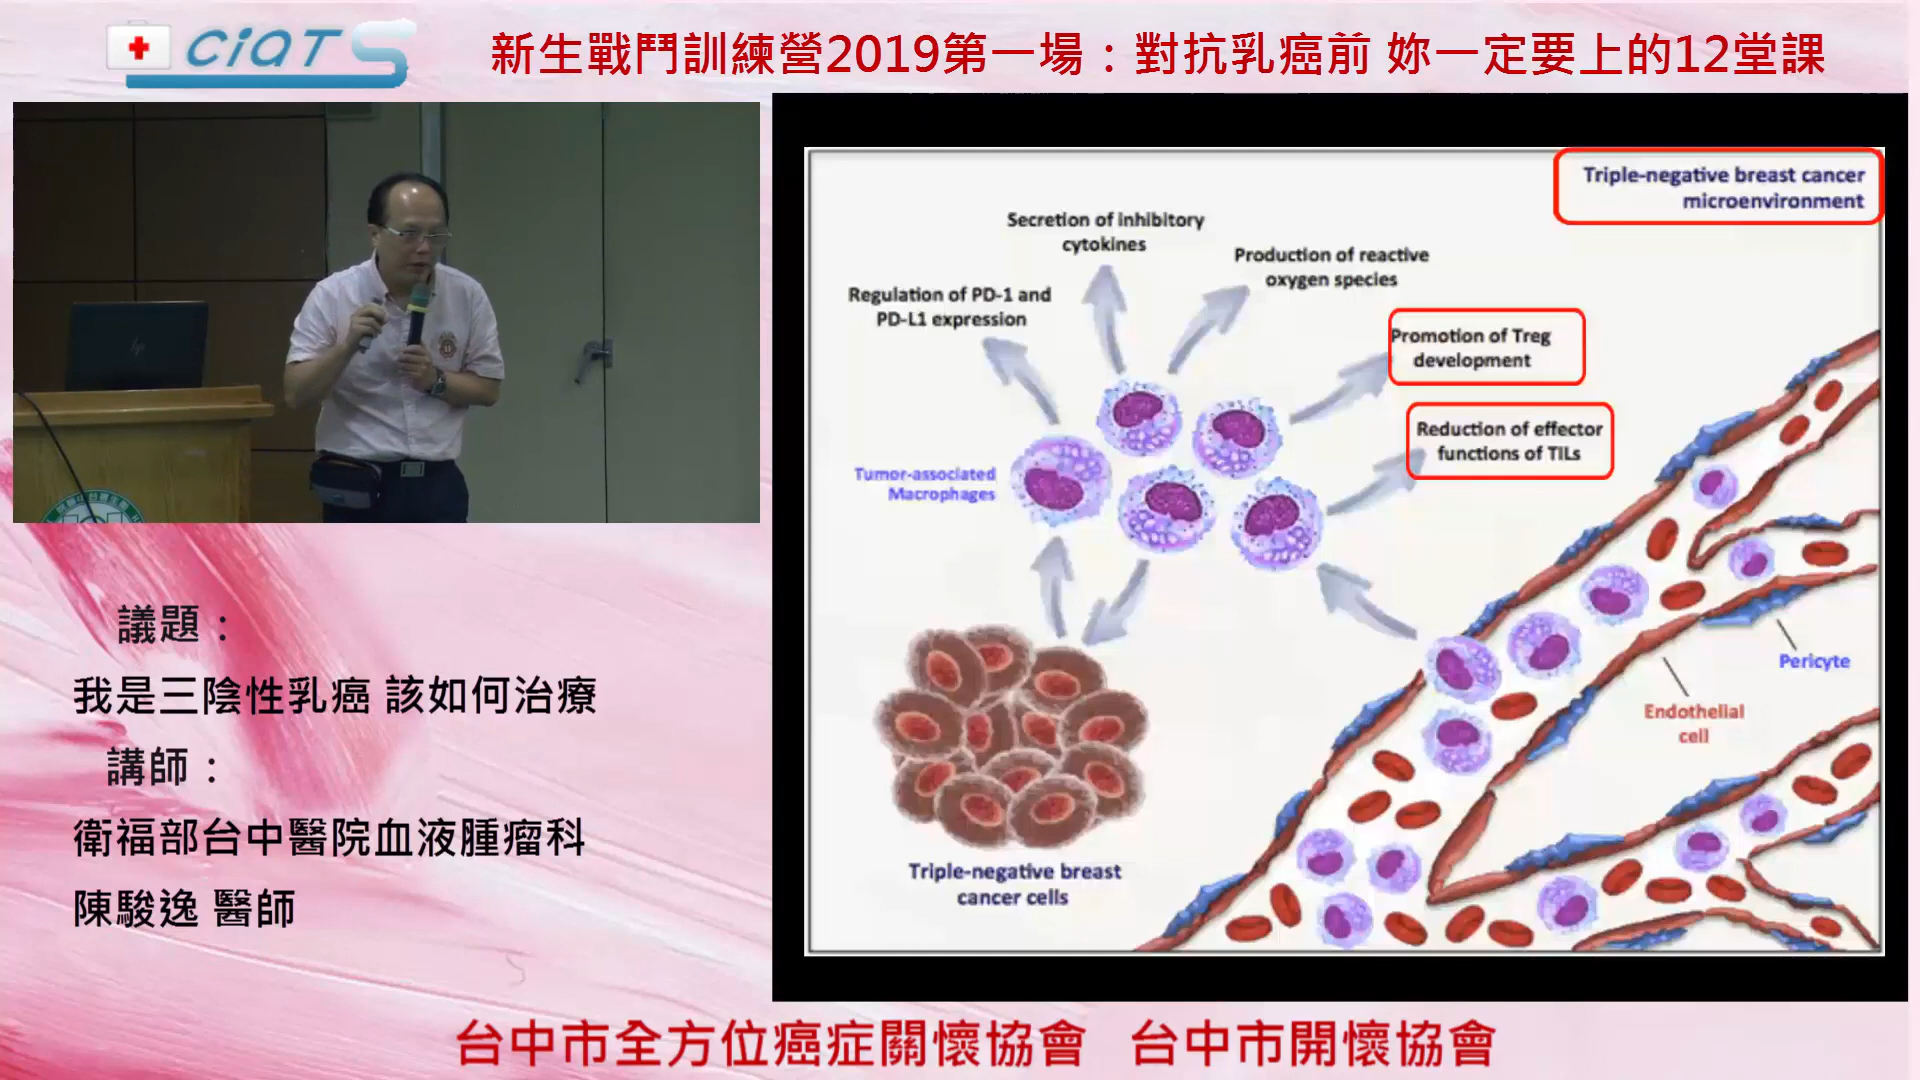 CiATS
新生戰鬥訓練營2019第一場：對抗乳癌前 妳一定要上的12堂課
Triple-negative breast cancer
microenvironment
Secretion of inhibitory
cytokines
Production of reactive
oxygen species
Regulation of PD-1 and
PD-L1 expression
Promotion of Treg
development
Reduction of effector
functions of TILs
Tumor-associated
Macrophages
Pericyte
Endothelial
cell
Triple-negative breast
cancer cells
議題：
我是三陰性乳癌 該如何治療
講師：
衛福部台中醫院血液腫瘤科
陳駿逸 醫師
台中市全方位癌症關懷協會 台中市開懷協會